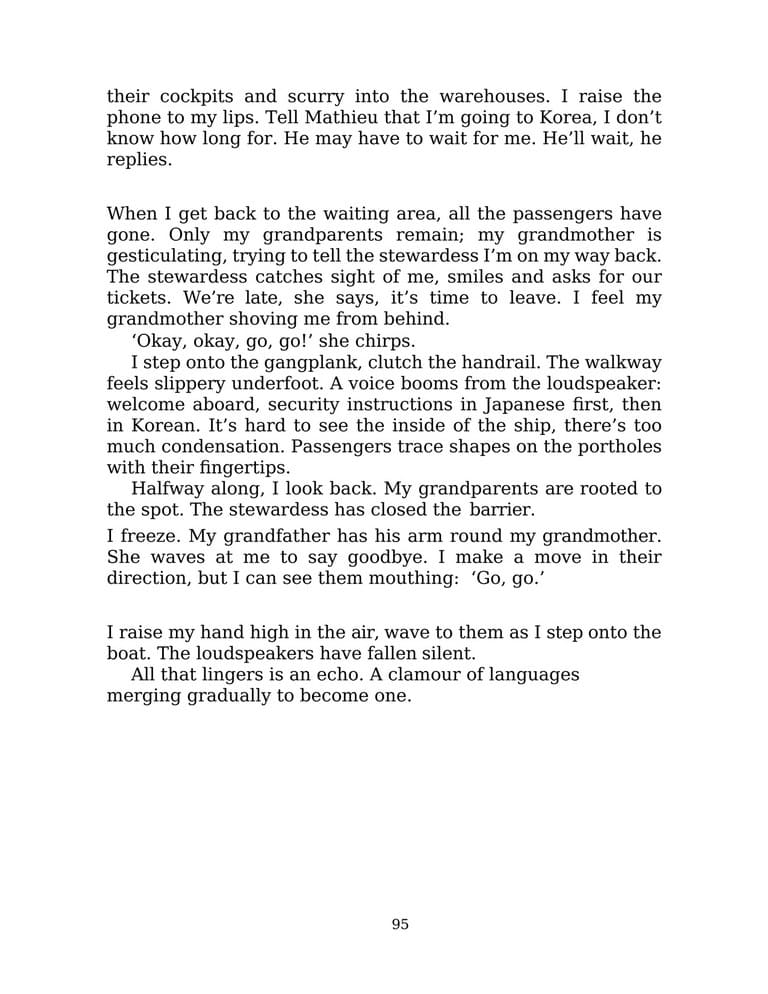 their cockpits and scurry into the warehouses. I raise the
phone to my lips. Tell Mathieu that I’m going to Korea, I don’t
know how long for. He may have to wait for me. He’ll wait, he
replies.
When I get back to the waiting area, all the passengers have
gone. Only my grandparents remain; my grandmother is
gesticulating, trying to tell the stewardess I’m on my way back.
The stewardess catches sight of me, smiles and asks for our
tickets. We’re late, she says, it’s time to leave. I feel my
grandmother shoving me from behind.
‘Okay, okay, go, go!’ she chirps.
I step onto the gangplank, clutch the handrail. The walkway
feels slippery underfoot. A voice booms from the loudspeaker:
welcome aboard, security instructions in Japanese first, then
in Korean. It’s hard to see the inside of the ship, there’s too
much condensation. Passengers trace shapes on the portholes
with their fingertips.
Halfway along, I look back. My grandparents are rooted to
the spot. The stewardess has closed the barrier.
I freeze. My grandfather has his arm round my grandmother.
She waves at me to say goodbye. I make a move in their
direction, but I can see them mouthing: ‘Go, go.’
I raise my hand high in the air, wave to them as I step onto the
boat. The loudspeakers have fallen silent.
All that lingers is an echo. A clamour of languages
merging gradually to become one.
95